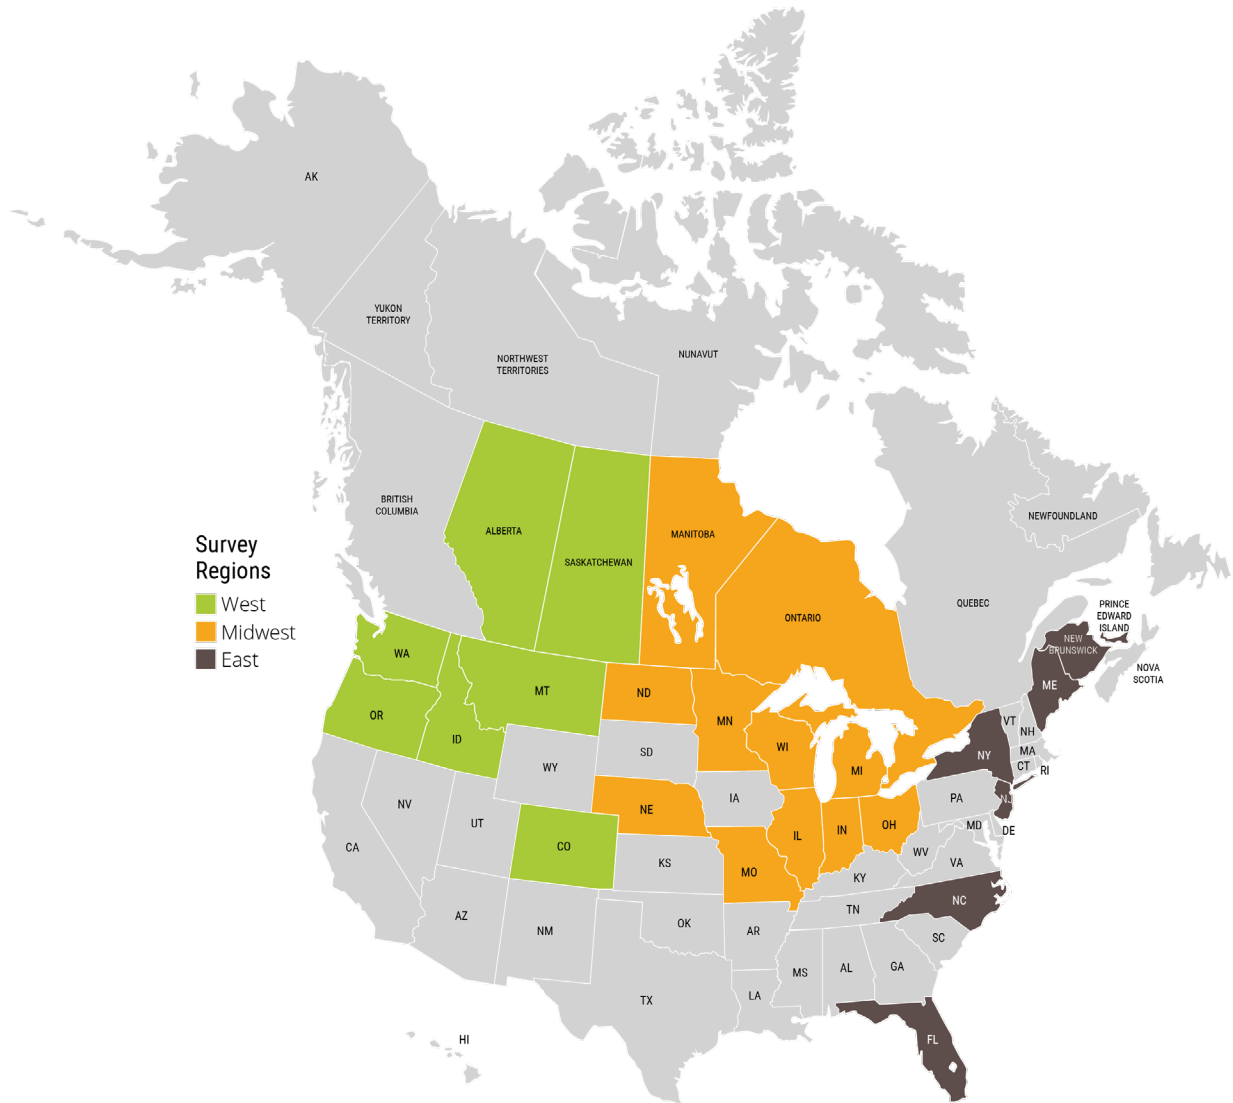 AK
YUKON
TERRITORY
NORTHWEST
TERRITORIES
NUNAVUT
BRITISH
COLUMBIA
ALBERTA
SASKATCHEWAN
MANITOBA
ONTARIO
QUEBEC
NEWFOUNDLAND
PRINCE
EDWARD
ISLAND
NEW
BRUNSWICK
NOVA
SCOTIA
Survey
Regions
West
Midwest
East
WA
OR
ID
MT
ND
MN
WI
MI
SD
WY
NE
IA
IL
IN
OH
PA
NY
VT
NH
ME
MA
CT
RI
NJ
MD
DE
CA
NV
UT
CO
KS
MO
KY
WV
VA
AZ
NM
OK
AR
TN
NC
SC
TX
LA
MS
AL
GA
FL
HI